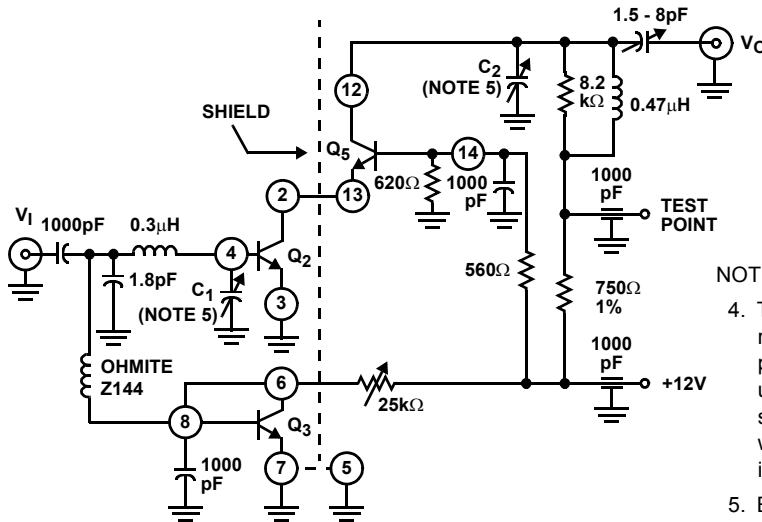 1.5 - 8pF
V
C2
(NOTE 5)
8.2
kΩ
0.47μH
12
SHIELD
Q5
14
620Ω
1000
pF
1000
pF
TEST
POINT
2
13
VI
1000pF
0.3μH
4
Q2
1.8pF
C1
(NOTE 5)
3
560Ω
750Ω
1%
NOT
4. T
5. E
OHMITE
Z144
6
25kΩ
1000
pF
+12V
8
Q3
1000
pF
7
5